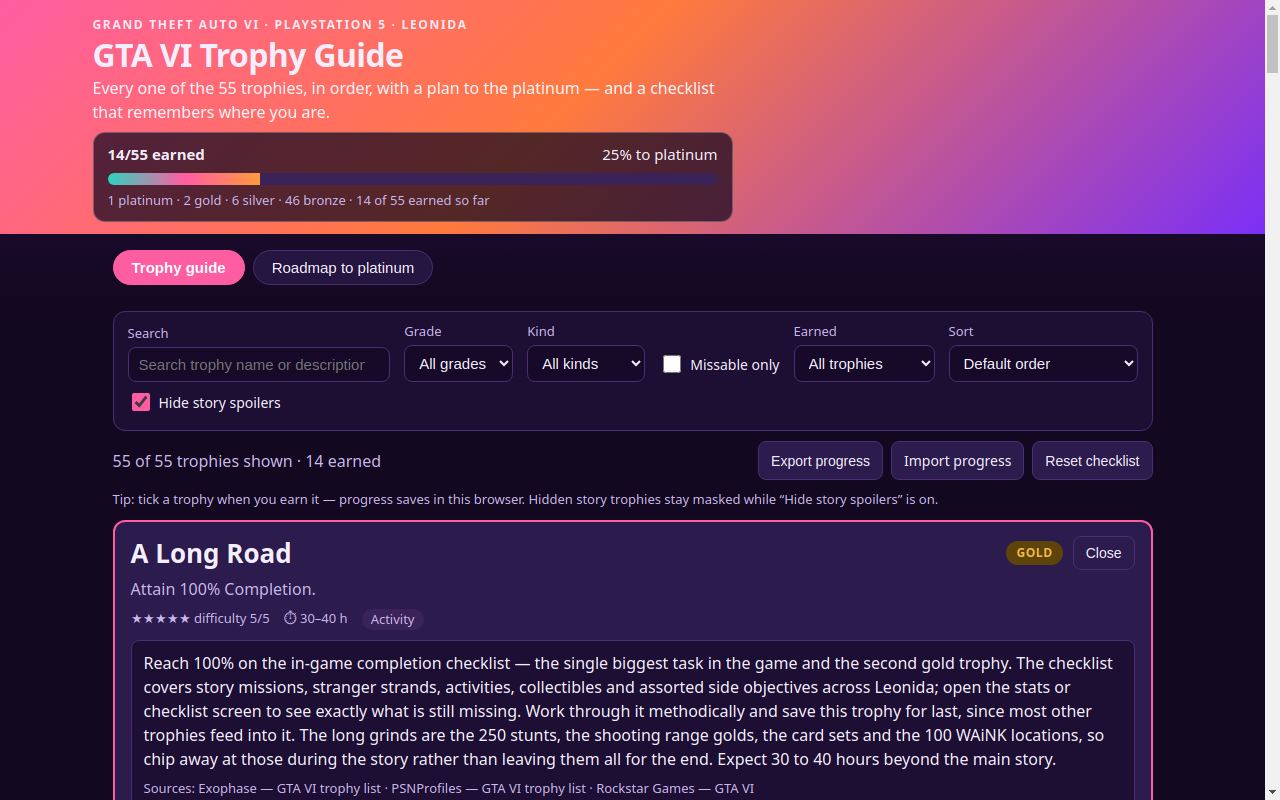 GRAND THEFT AUTO VI · PLAYSTATION 5 · LEONIDA
GTA VI Trophy Guide
Every one of the 55 trophies, in order, with a plan to the platinum — and a checklist
that remembers where you are.
14/55 earned
25% to platinum
1 platinum · 2 gold · 6 silver · 46 bronze · 14 of 55 earned so far
Trophy guide
Roadmap to platinum
Search
Grade
Kind
Earned
Sort
Search trophy name or description
All grades
All kinds
Missable only
All trophies
Default order
Hide story spoilers
55 of 55 trophies shown · 14 earned
Export progress
Import progress
Reset checklist
Tip: tick a trophy when you earn it — progress saves in this browser. Hidden story trophies stay masked while “Hide story spoilers” is on.
A Long Road
GOLD
Close
Attain 100% Completion.
★★★★★ difficulty 5/5
⏱ 30–40 h
Activity
Reach 100% on the in-game completion checklist — the single biggest task in the game and the second gold trophy. The checklist
covers story missions, stranger strands, activities, collectibles and assorted side objectives across Leonida; open the stats or
checklist screen to see exactly what is still missing. Work through it methodically and save this trophy for last, since most other
trophies feed into it. The long grinds are the 250 stunts, the shooting range golds, the card sets and the 100 WAiNK locations, so
chip away at those during the story rather than leaving them all for the end. Expect 30 to 40 hours beyond the main story.
Sources: Exophase — GTA VI trophy list · PSNProfiles — GTA VI trophy list · Rockstar Games — GTA VI